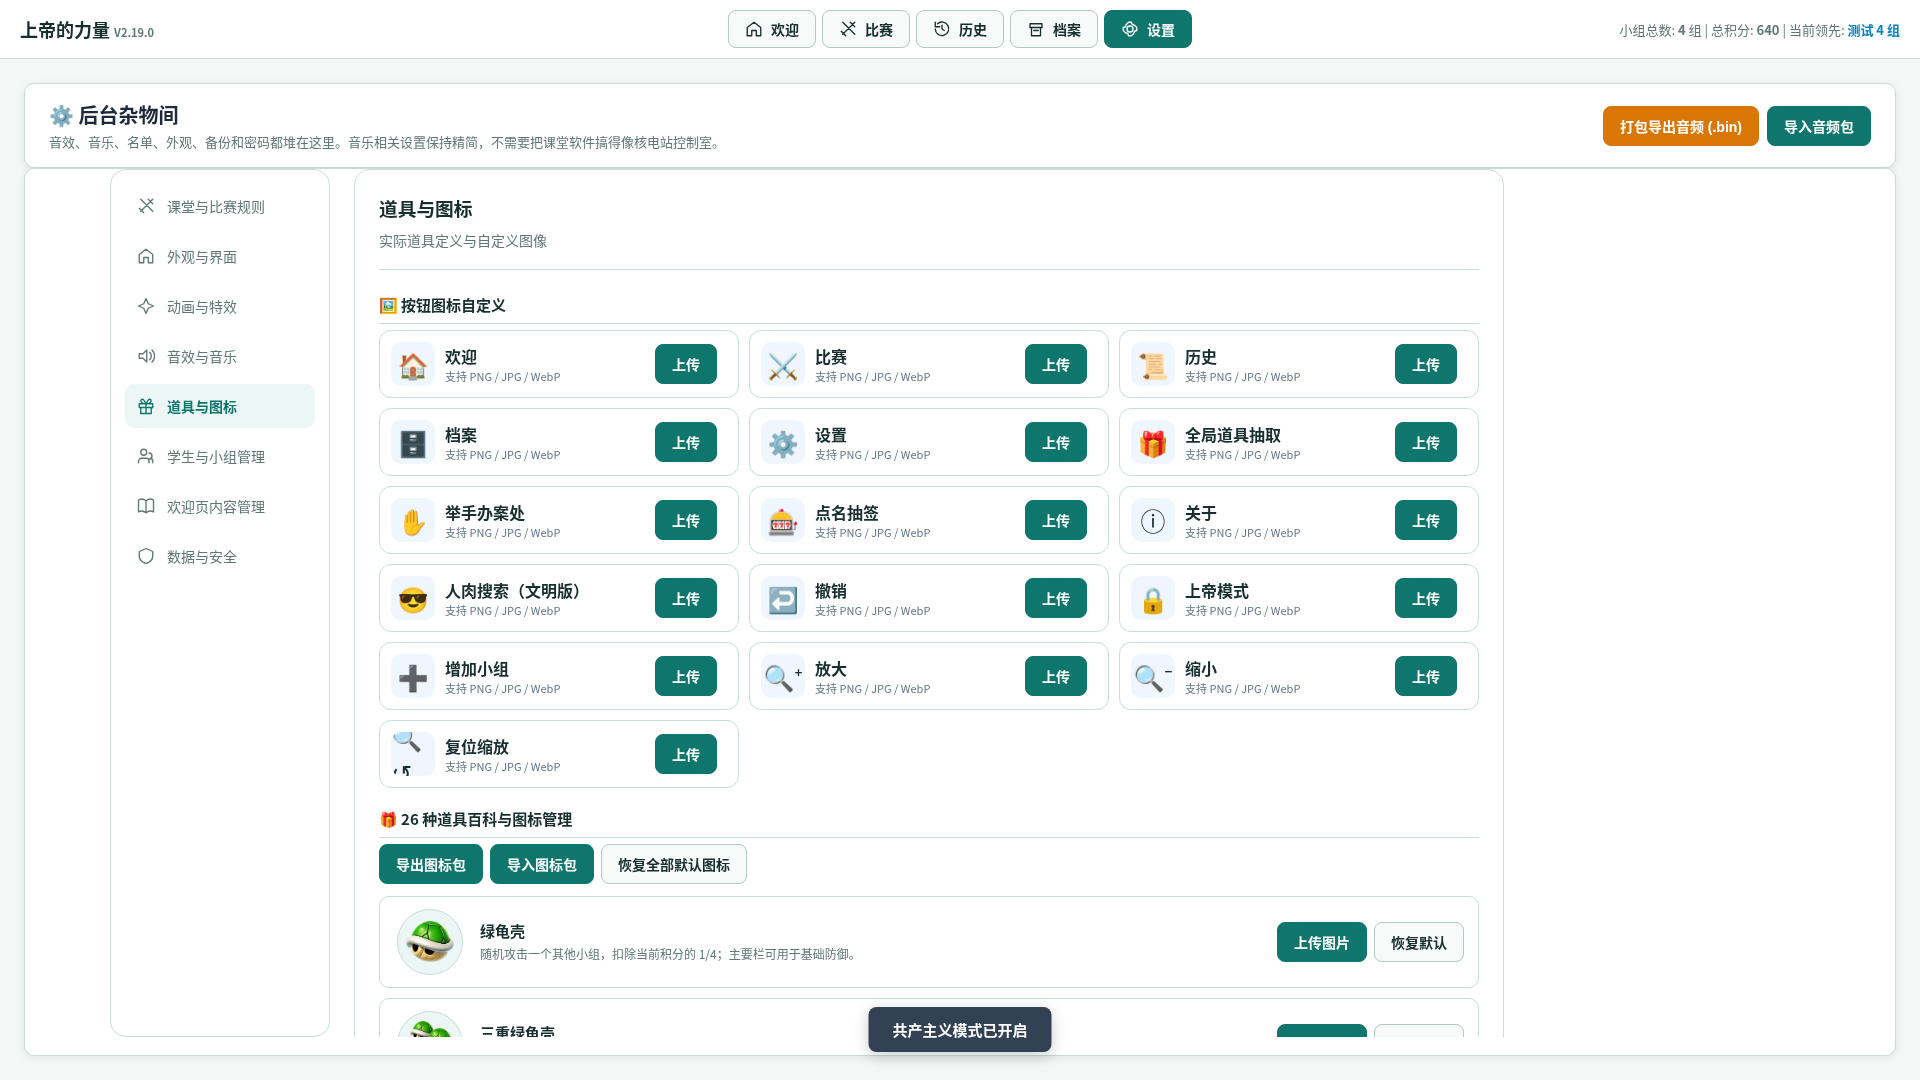 上帝的力量 V2.19.0
欢迎
比赛
历史
档案
设置
小组总数: 4 组 | 总积分: 640 | 当前领先: 测试 4 组
后台杂物间
音效、音乐、名单、外观、备份和密码都堆在这里。音乐相关设置保持精简，不需要把课堂软件搞得像核电站控制室。
打包导出音频 (.bin)
导入音频包
课堂与比赛规则
外观与界面
动画与特效
音效与音乐
道具与图标
学生与小组管理
欢迎页内容管理
数据与安全
道具与图标
实际道具定义与自定义图像
按钮图标自定义
欢迎
支持 PNG / JPG / WebP
上传
比赛
支持 PNG / JPG / WebP
上传
历史
支持 PNG / JPG / WebP
上传
档案
支持 PNG / JPG / WebP
上传
设置
支持 PNG / JPG / WebP
上传
全局道具抽取
支持 PNG / JPG / WebP
上传
举手办案处
支持 PNG / JPG / WebP
上传
点名抽签
支持 PNG / JPG / WebP
上传
关于
支持 PNG / JPG / WebP
上传
人肉搜索（文明版）
支持 PNG / JPG / WebP
上传
撤销
支持 PNG / JPG / WebP
上传
上帝模式
支持 PNG / JPG / WebP
上传
增加小组
支持 PNG / JPG / WebP
上传
放大
支持 PNG / JPG / WebP
上传
缩小
支持 PNG / JPG / WebP
上传
复位缩放
支持 PNG / JPG / WebP
上传
26 种道具百科与图标管理
导出图标包
导入图标包
恢复全部默认图标
绿龟壳
随机攻击一个其他小组，扣除当前积分的 1/4；主要栏可用于基础防御。
上传图片
恢复默认
三重绿龟壳
共产主义模式已开启